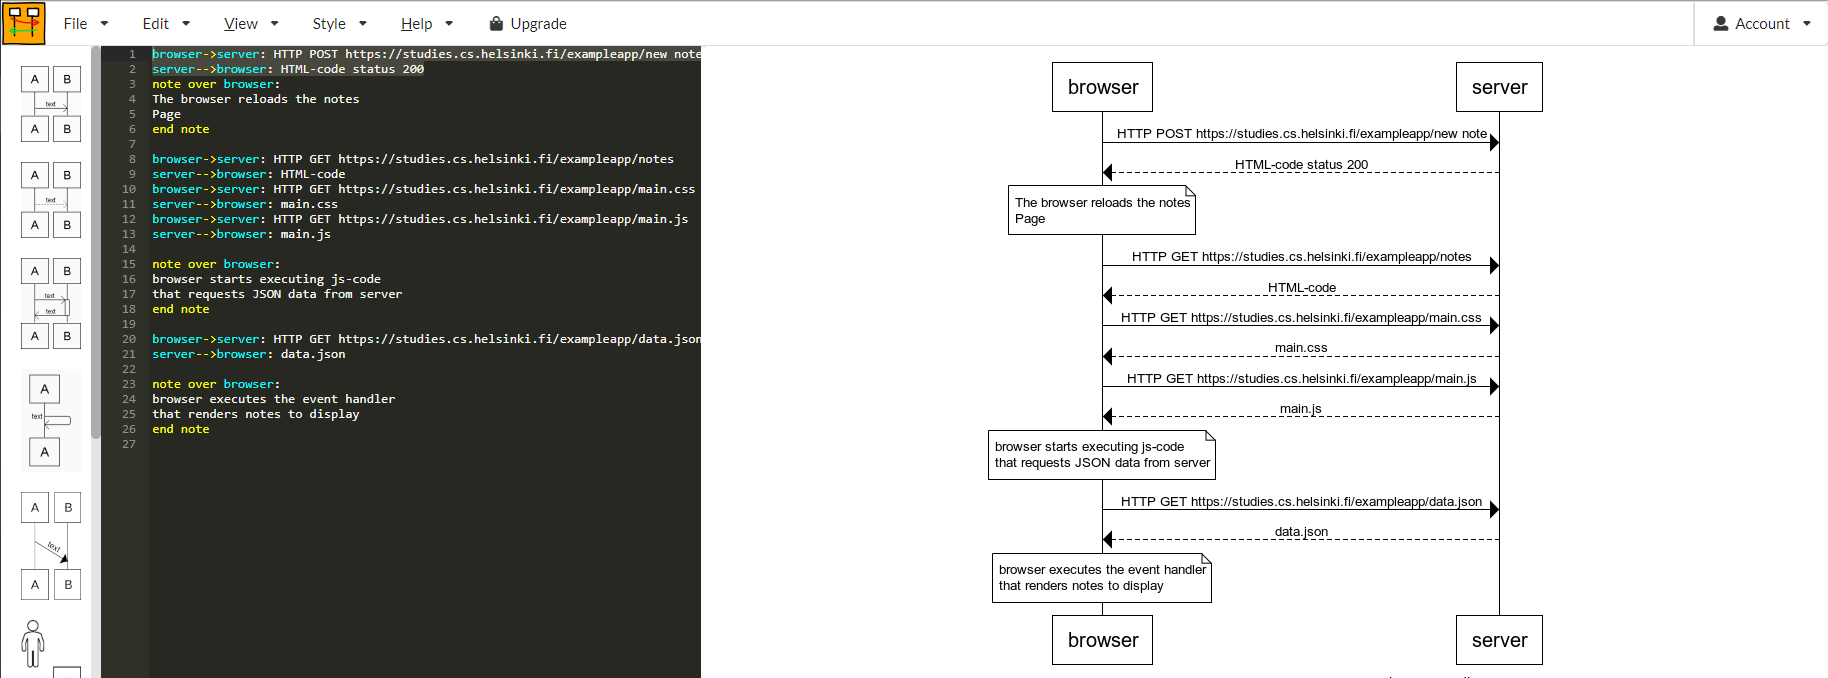 File Edit View Style Help Upgrade Account
A B
text
A B
A B
text
A B
A B
text
text
A B
A
text
A
A B
text
A B
1 browser->server: HTTP POST https://studies.cs.helsinki.fi/exampleapp/new note
2 server-->browser: HTML-code status 200
3 note over browser:
4 The browser reloads the notes
5 Page
6 end note
7
8 browser->server: HTTP GET https://studies.cs.helsinki.fi/exampleapp/notes
9 server-->browser: HTML-code
10 browser->server: HTTP GET https://studies.cs.helsinki.fi/exampleapp/main.css
11 server-->browser: main.css
12 browser->server: HTTP GET https://studies.cs.helsinki.fi/exampleapp/main.js
13 server-->browser: main.js
14
15 note over browser:
16 browser starts executing js-code
17 that requests JSON data from server
18 end note
19
20 browser->server: HTTP GET https://studies.cs.helsinki.fi/exampleapp/data.json
21 server-->browser: data.json
22
23 note over browser:
24 browser executes the event handler
25 that renders notes to display
26 end note
27
browser server
HTTP POST https://studies.cs.helsinki.fi/exampleapp/new note
HTML-code status 200
The browser reloads the notes
Page
HTTP GET https://studies.cs.helsinki.fi/exampleapp/notes
HTML-code
HTTP GET https://studies.cs.helsinki.fi/exampleapp/main.css
main.css
HTTP GET https://studies.cs.helsinki.fi/exampleapp/main.js
main.js
browser starts executing js-code
that requests JSON data from server
HTTP GET https://studies.cs.helsinki.fi/exampleapp/data.json
data.json
browser executes the event handler
that renders notes to display
browser server